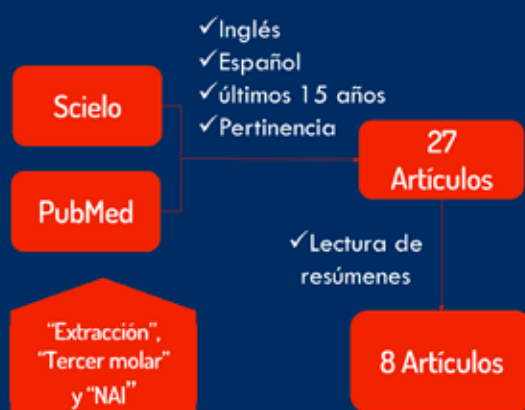 ✓Inglés
✓Español
✓últimos 15 años
✓Pertinencia
Scielo
PubMed
27
Artículos
✓Lectura de
resúmenes
"Extracción",
"Tercer molar"
y "NAI"
8 Artículos